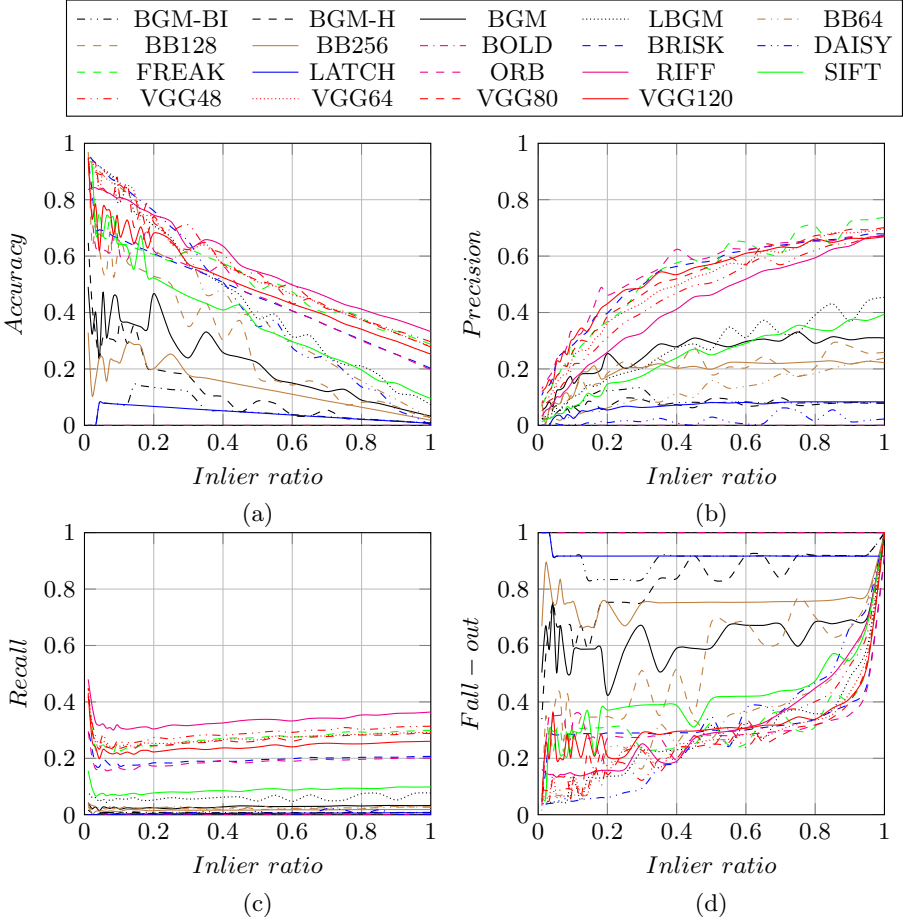 BGM-BI BGM-H BGM LBGM BB64
BB128 BB256 BOLD BRISK DAISY
FREAK LATCH ORB RIFF SIFT
VGG48 VGG64 VGG80 VGG120
1
0.8
0.6
0.4
0.2
0
Accuracy
0 0.2 0.4 0.6 0.8 1
Inlier ratio
(a)
1
0.8
0.6
0.4
0.2
0
Precision
0 0.2 0.4 0.6 0.8 1
Inlier ratio
(b)
1
0.8
0.6
0.4
0.2
0
Recall
0 0.2 0.4 0.6 0.8 1
Inlier ratio
(c)
1
0.8
0.6
0.4
0.2
0
Fall − out
0 0.2 0.4 0.6 0.8 1
Inlier ratio
(d)